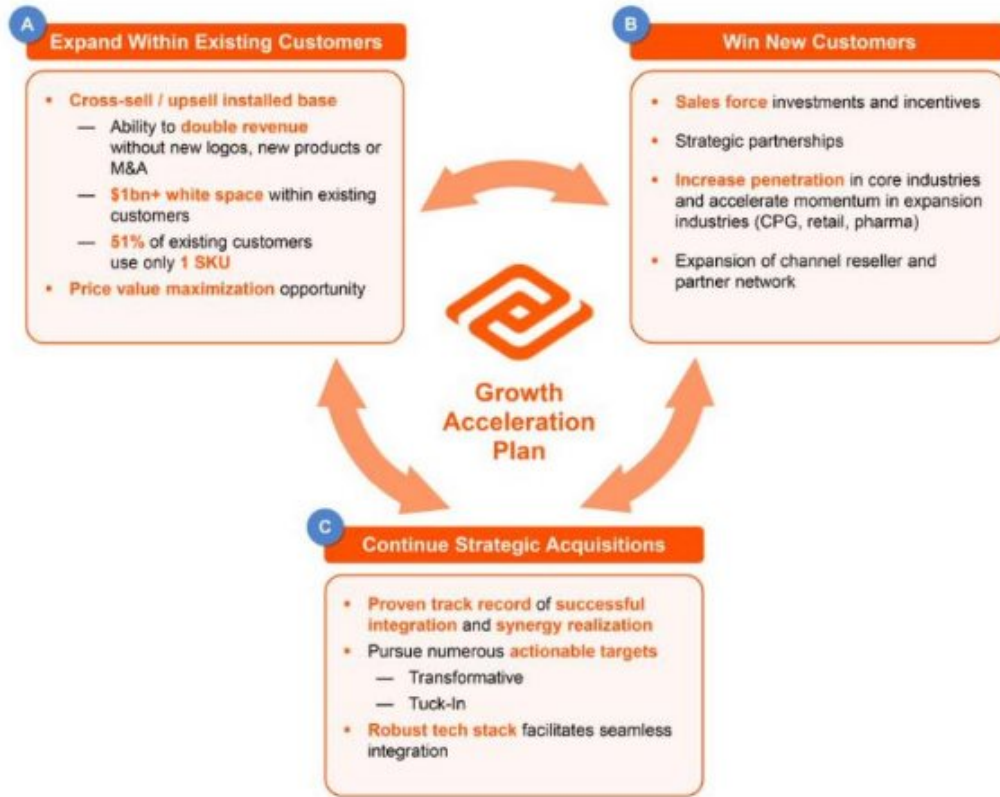 A
Expand Within Existing Customers
• Cross-sell / upsell installed base
— Ability to double revenue
without new logos, new products or
M&A
— $1bn+ white space within existing
customers
— 51% of existing customers
use only 1 SKU
• Price value maximization opportunity
B
Win New Customers
• Sales force investments and incentives
• Strategic partnerships
• Increase penetration in core industries
and accelerate momentum in expansion
industries (CPG, retail, pharma)
• Expansion of channel reseller and
partner network
Growth
Acceleration
Plan
C
Continue Strategic Acquisitions
• Proven track record of successful
integration and synergy realization
• Pursue numerous actionable targets
— Transformative
— Tuck-In
• Robust tech stack facilitates seamless
integration